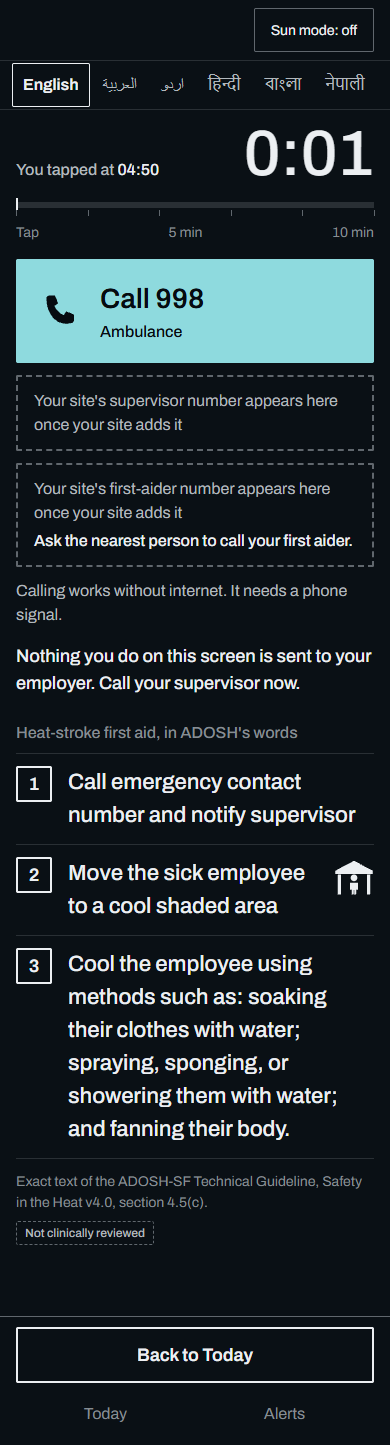 Sun mode: off
English العربية اردو हिन्दी বাংলা नेपाली
You tapped at 04:50
0:01
Tap 5 min 10 min
Call 998
Ambulance
Your site's supervisor number appears here
once your site adds it
Your site's first-aider number appears here
once your site adds it
Ask the nearest person to call your first aider.
Calling works without internet. It needs a phone
signal.
Nothing you do on this screen is sent to your
employer. Call your supervisor now.
Heat-stroke first aid, in ADOSH's words
1 Call emergency contact
number and notify supervisor
2 Move the sick employee
to a cool shaded area
3 Cool the employee using
methods such as: soaking
their clothes with water;
spraying, sponging, or
showering them with water;
and fanning their body.
Exact text of the ADOSH-SF Technical Guideline, Safety
in the Heat v4.0, section 4.5(c).
Not clinically reviewed
Back to Today
Today Alerts